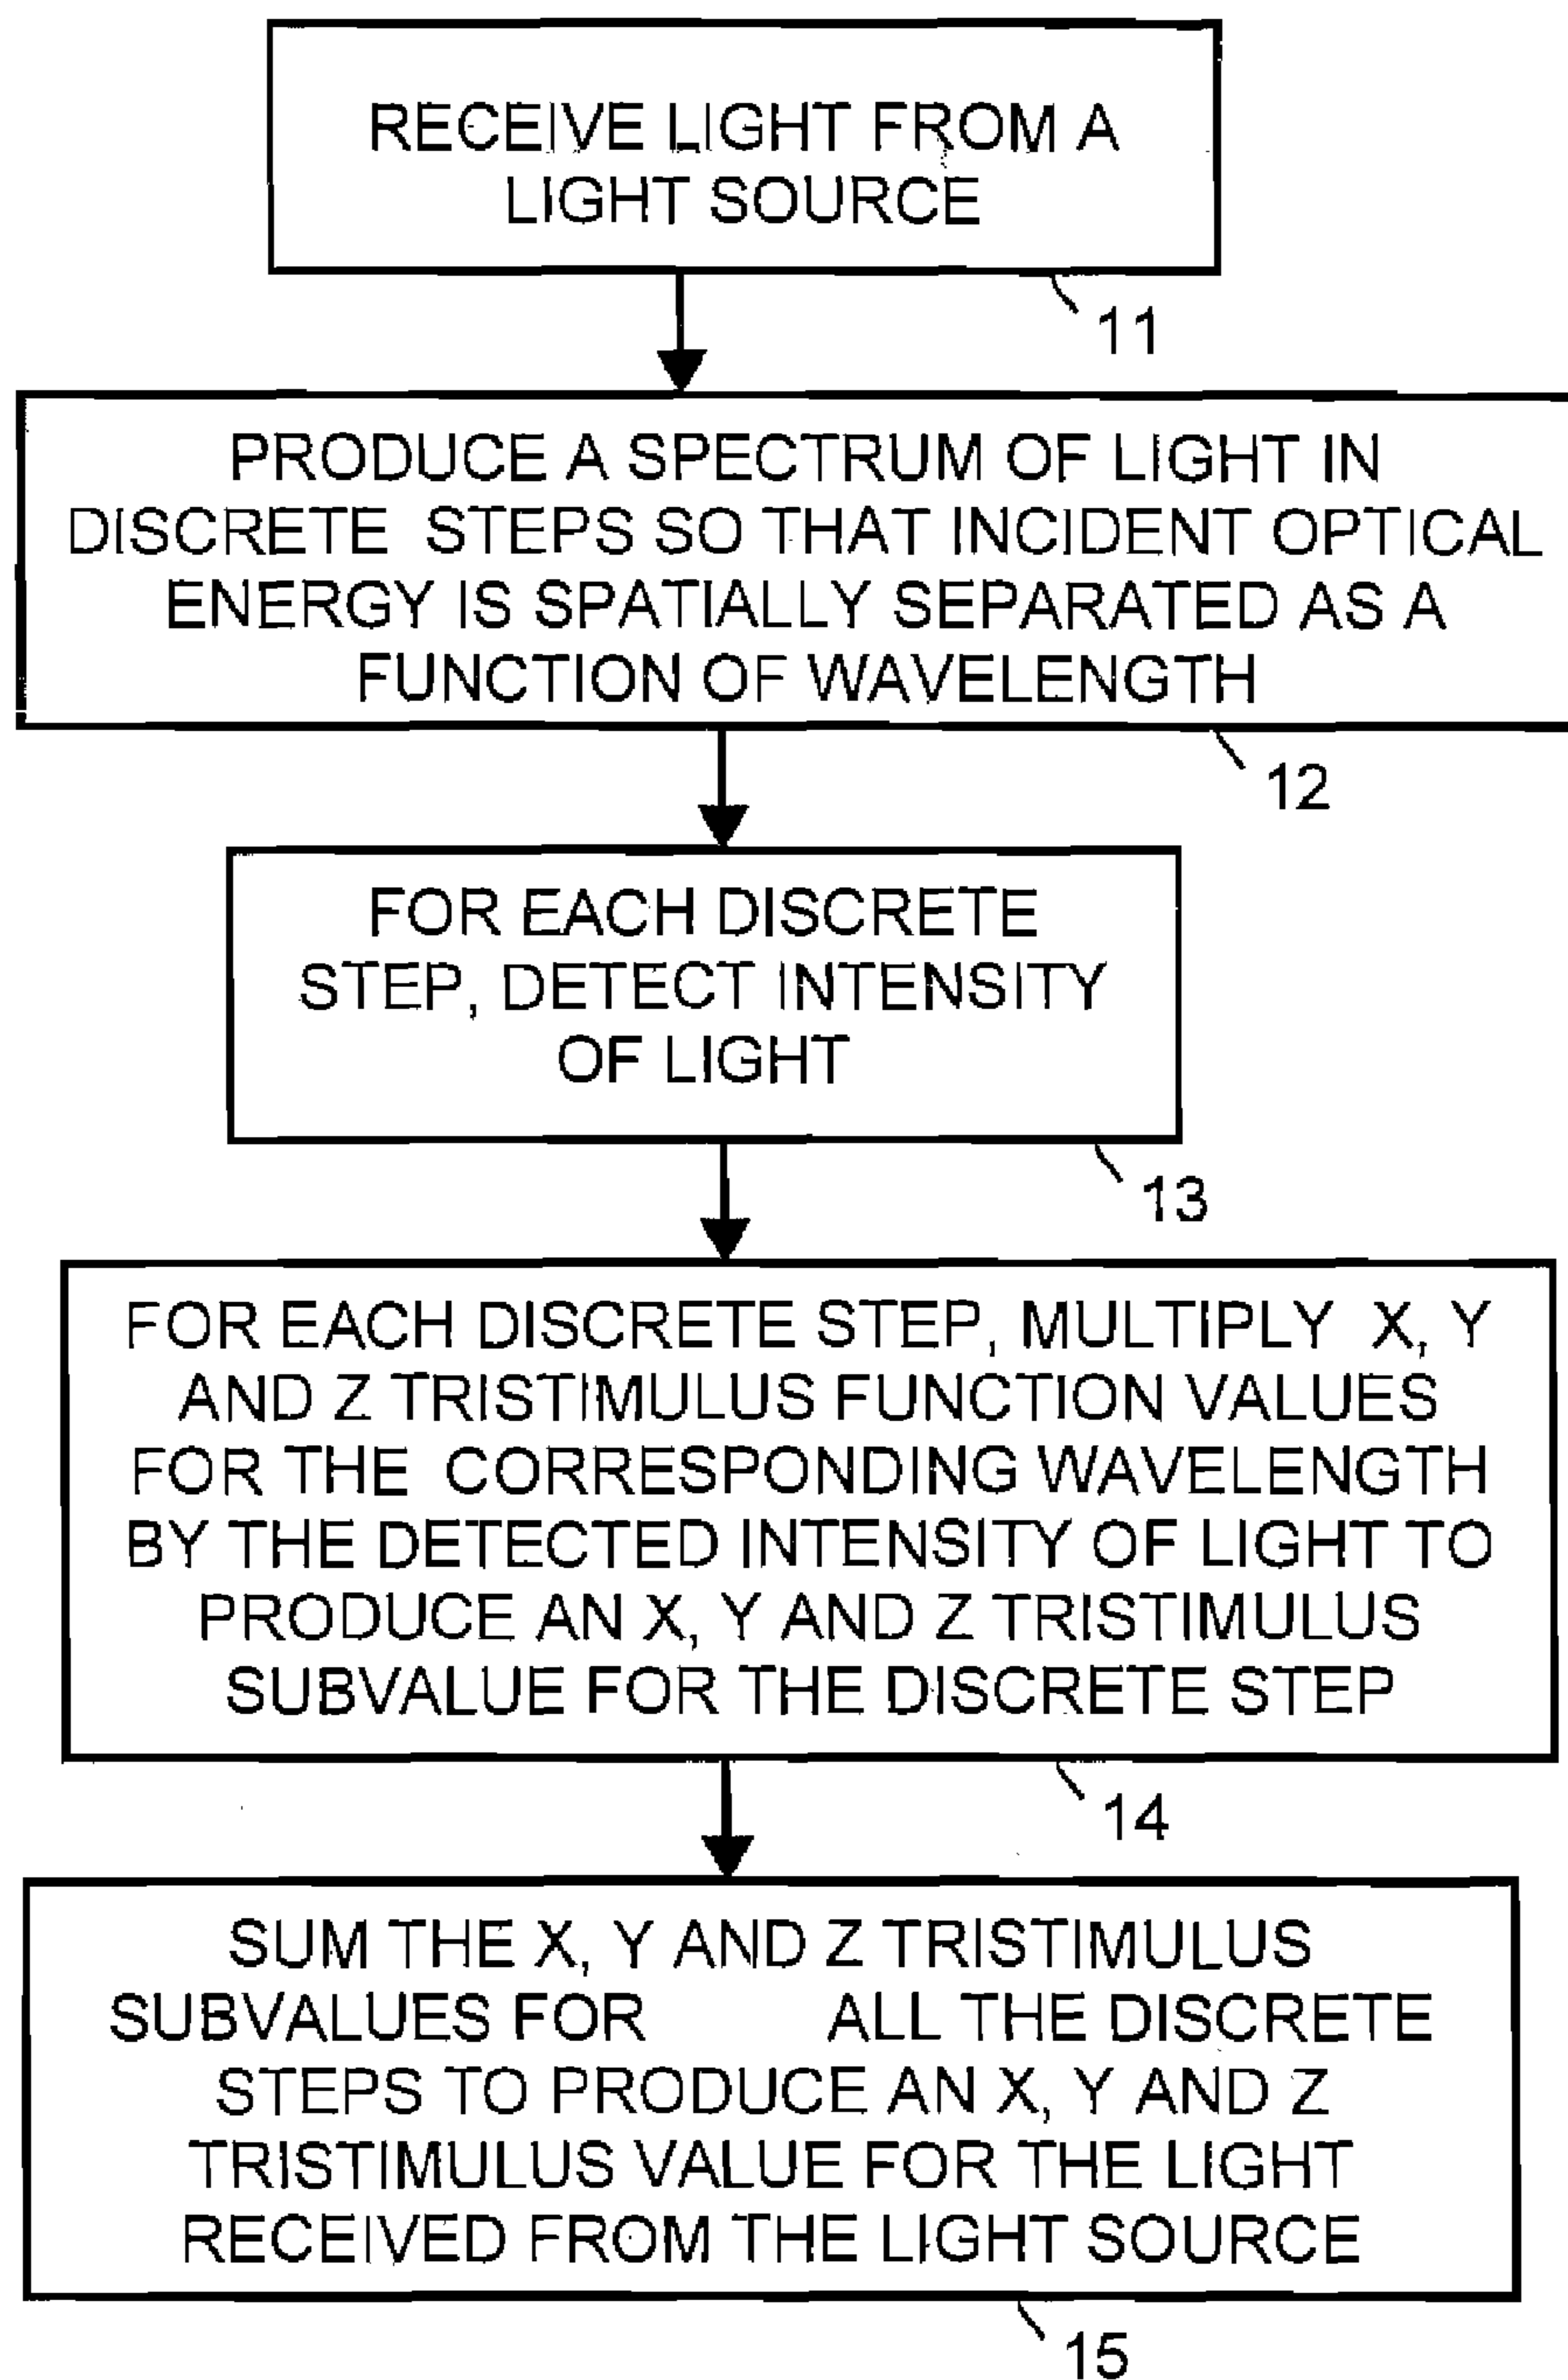 RECEIVE LIGHT FROM A
LIGHT SOURCE
11
PRODUCE A SPECTRUM OF LIGHT IN
DISCRETE STEPS SO THAT INCIDENT OPTICAL
ENERGY IS SPATIALLY SEPARATED AS A
FUNCTION OF WAVELENGTH
12
FOR EACH DISCRETE
STEP, DETECT INTENSITY
OF LIGHT
13
FOR EACH DISCRETE STEP, MULTIPLY X, Y
AND Z TRISTIMULUS FUNCTION VALUES
FOR THE CORRESPONDING WAVELENGTH
BY THE DETECTED INTENSITY OF LIGHT TO
PRODUCE AN X, Y AND Z TRISTIMULUS
SUBVALUE FOR THE DISCRETE STEP
14
SUM THE X, Y AND Z TRISTIMULUS
SUBVALUES FOR ALL THE DISCRETE
STEPS TO PRODUCE AN X, Y AND Z
TRISTIMULUS VALUE FOR THE LIGHT
RECEIVED FROM THE LIGHT SOURCE
15